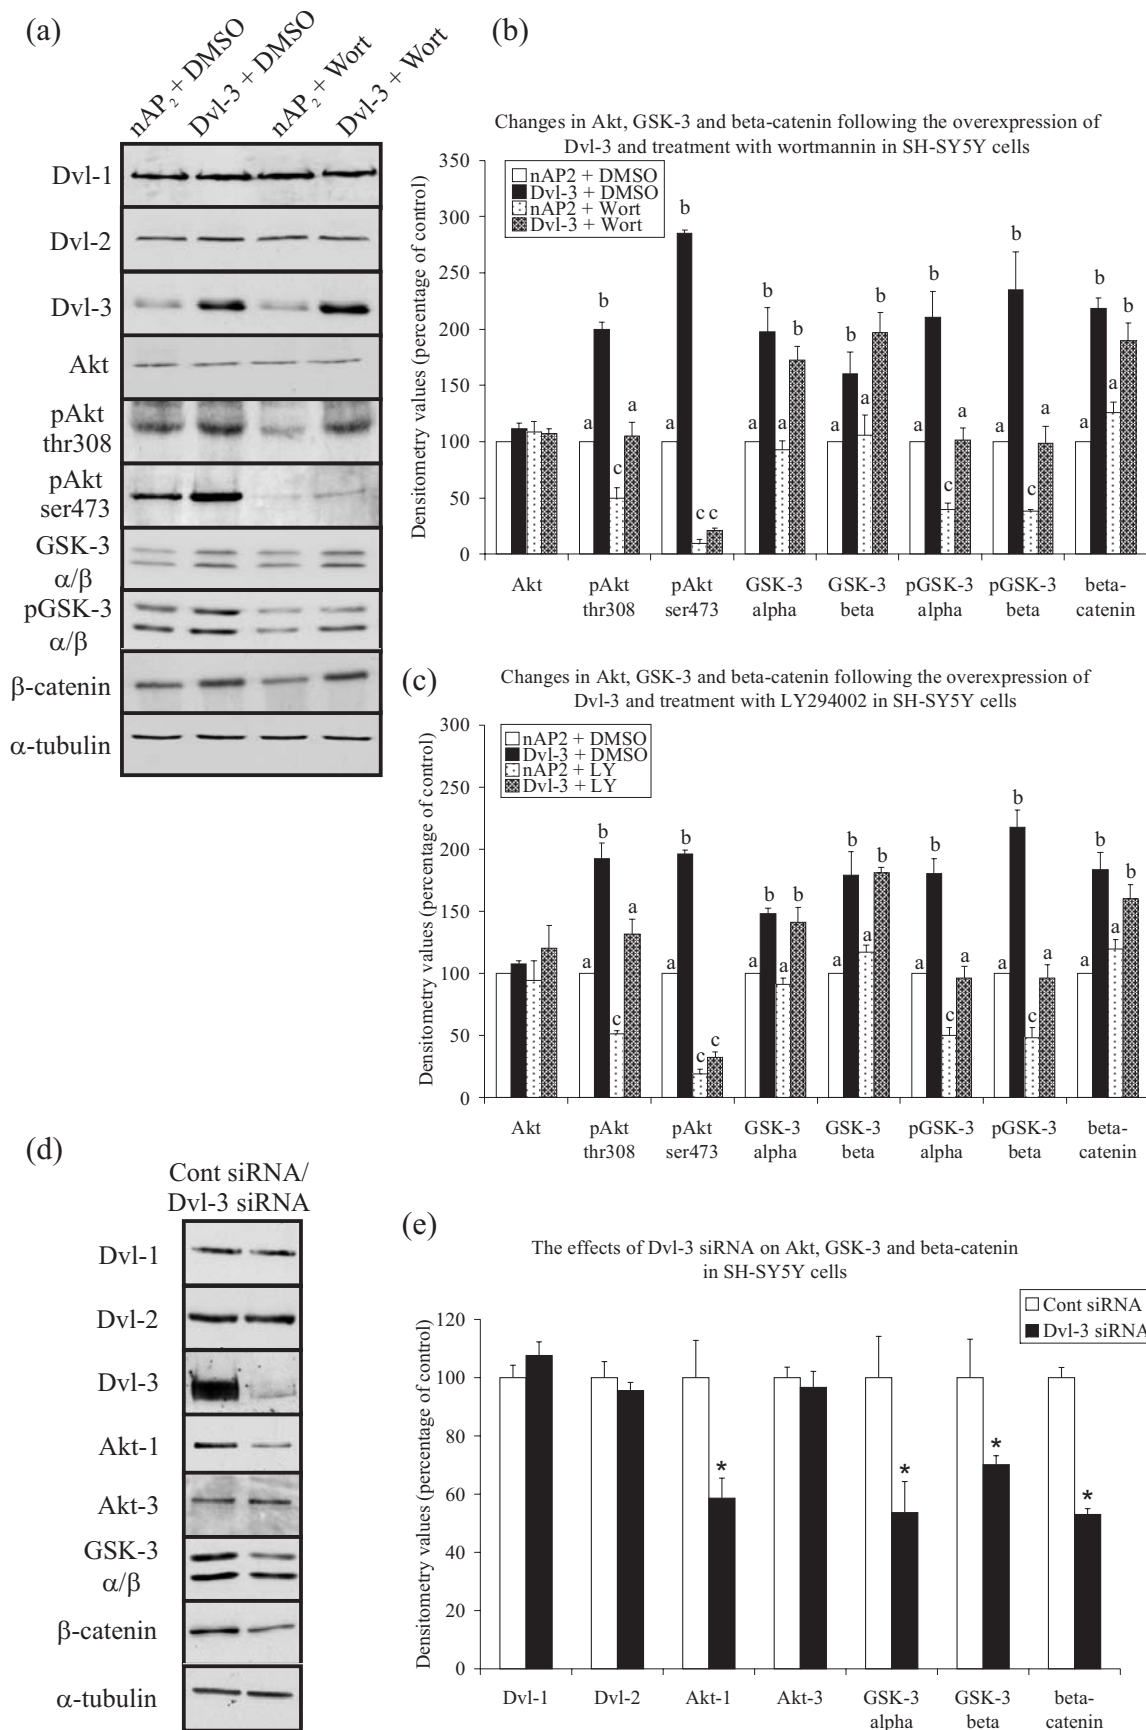 (a)
nAP2 + DMSO
Dvl-3 + DMSO
nAP2 + Wort
Dvl-3 + Wort
Dvl-1
Dvl-2
Dvl-3
Akt
pAkt
thr308
pAkt
ser473
GSK-3
α/β
pGSK-3
α/β
β-catenin
α-tubulin
(b)
Changes in Akt, GSK-3 and beta-catenin following the overexpression of
Dvl-3 and treatment with wortmannin in SH-SY5Y cells
Densitometry values (percentage of control)
350
300
250
200
150
100
50
0
nAP2 + DMSO
Dvl-3 + DMSO
nAP2 + Wort
Dvl-3 + Wort
a b c a
a b c c
a b a b
a b a b
a b c a
a b c a
a b a b
Akt
pAkt
thr308
pAkt
ser473
GSK-3
alpha
GSK-3
beta
pGSK-3
alpha
pGSK-3
beta
beta-
catenin
(c)
Changes in Akt, GSK-3 and beta-catenin following the overexpression of
Dvl-3 and treatment with LY294002 in SH-SY5Y cells
Densitometry values (percentage of control)
300
250
200
150
100
50
0
nAP2 + DMSO
Dvl-3 + DMSO
nAP2 + LY
Dvl-3 + LY
a b c a
a b c c
a b a b
a b a b
a b c a
a b c a
a b a b
Akt
pAkt
thr308
pAkt
ser473
GSK-3
alpha
GSK-3
beta
pGSK-3
alpha
pGSK-3
beta
beta-
catenin
(d)
Cont siRNA/
Dvl-3 siRNA
Dvl-1
Dvl-2
Dvl-3
Akt-1
Akt-3
GSK-3
α/β
β-catenin
α-tubulin
(e)
The effects of Dvl-3 siRNA on Akt, GSK-3 and beta-catenin
in SH-SY5Y cells
Densitometry values (percentage of control)
120
100
80
60
40
20
0
Cont siRNA
Dvl-3 siRNA
* * * *
Dvl-1
Dvl-2
Akt-1
Akt-3
GSK-3
alpha
GSK-3
beta
beta-
catenin